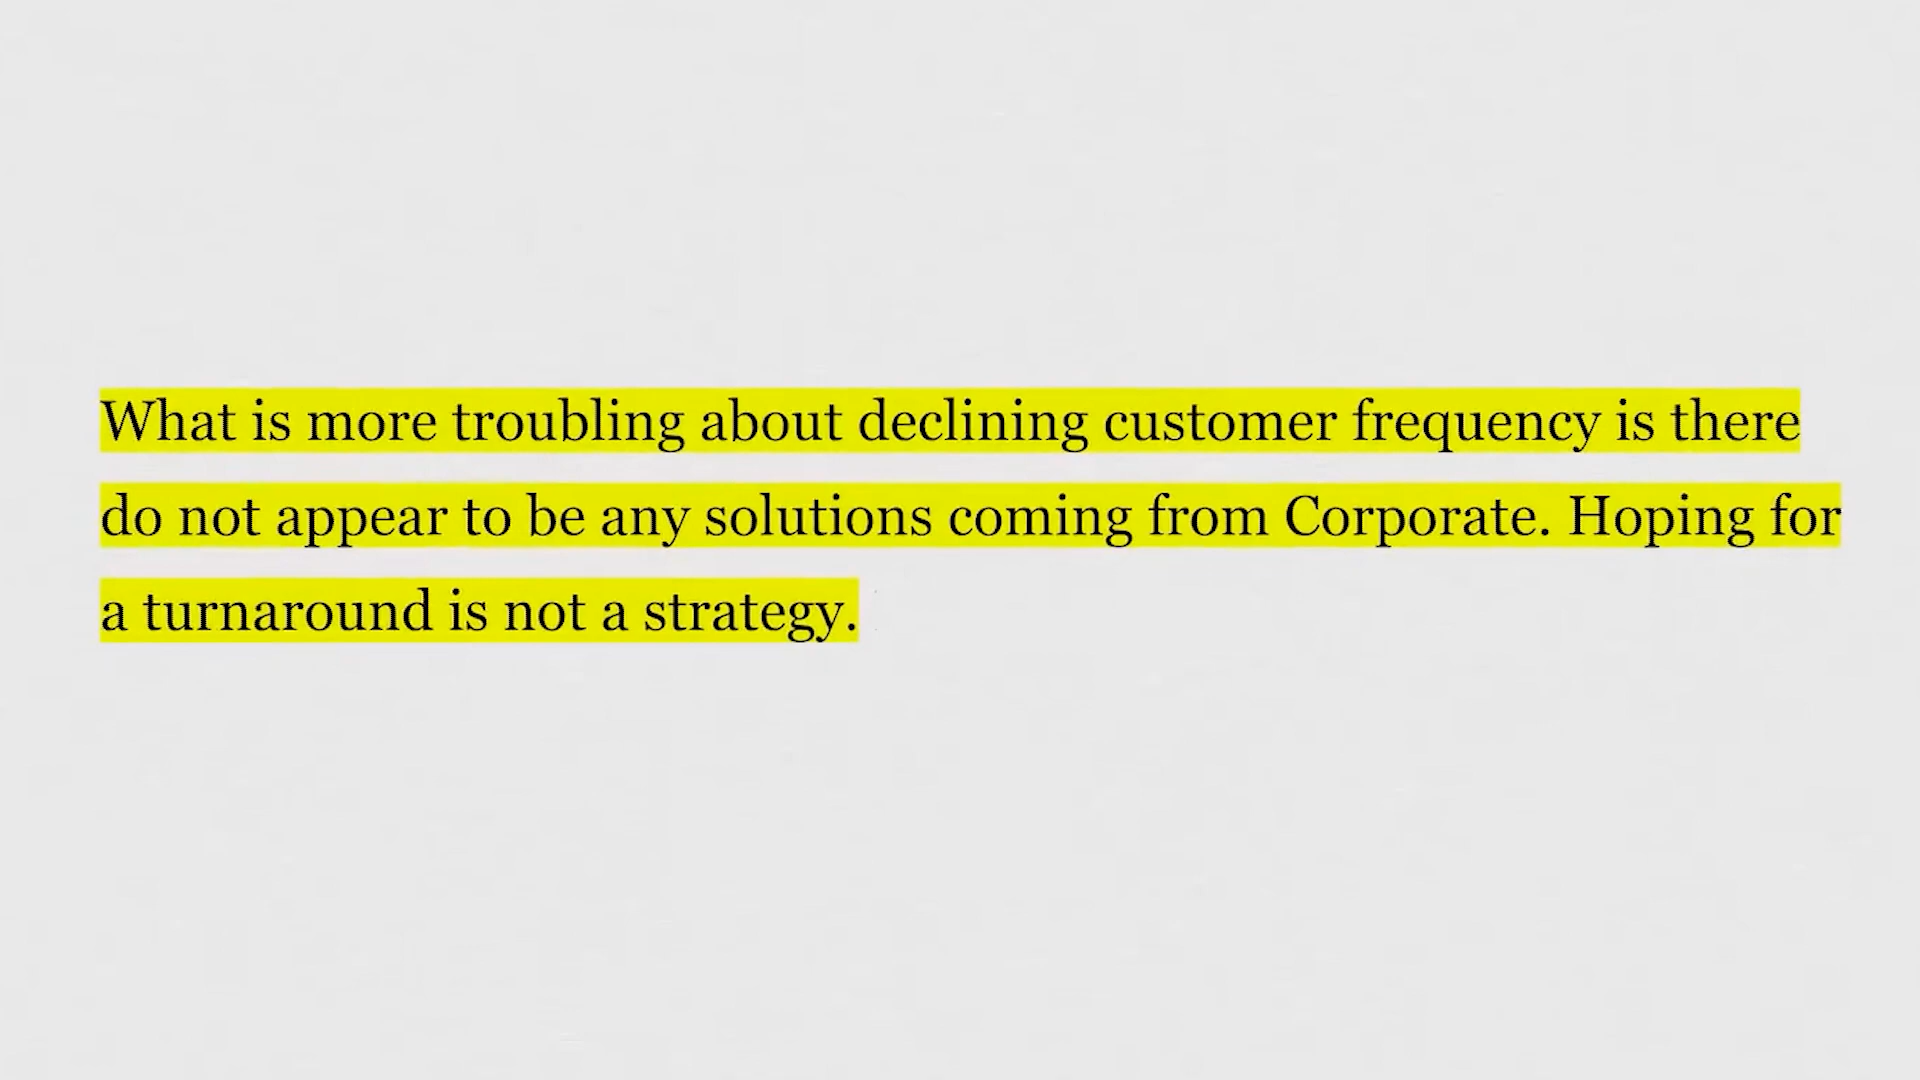 What is more troubling about declining customer frequency is there
do not appear to be any solutions coming from Corporate. Hoping for
a turnaround is not a strategy.